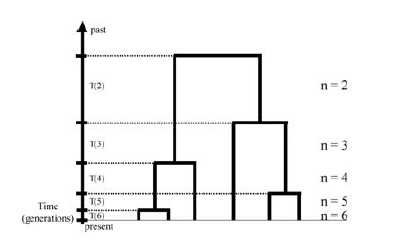 past
T(2)
n = 2
T(3)
n = 3
T(4)
n = 4
T(5)
n = 5
Time
(generations)
T(6)
n = 6
present